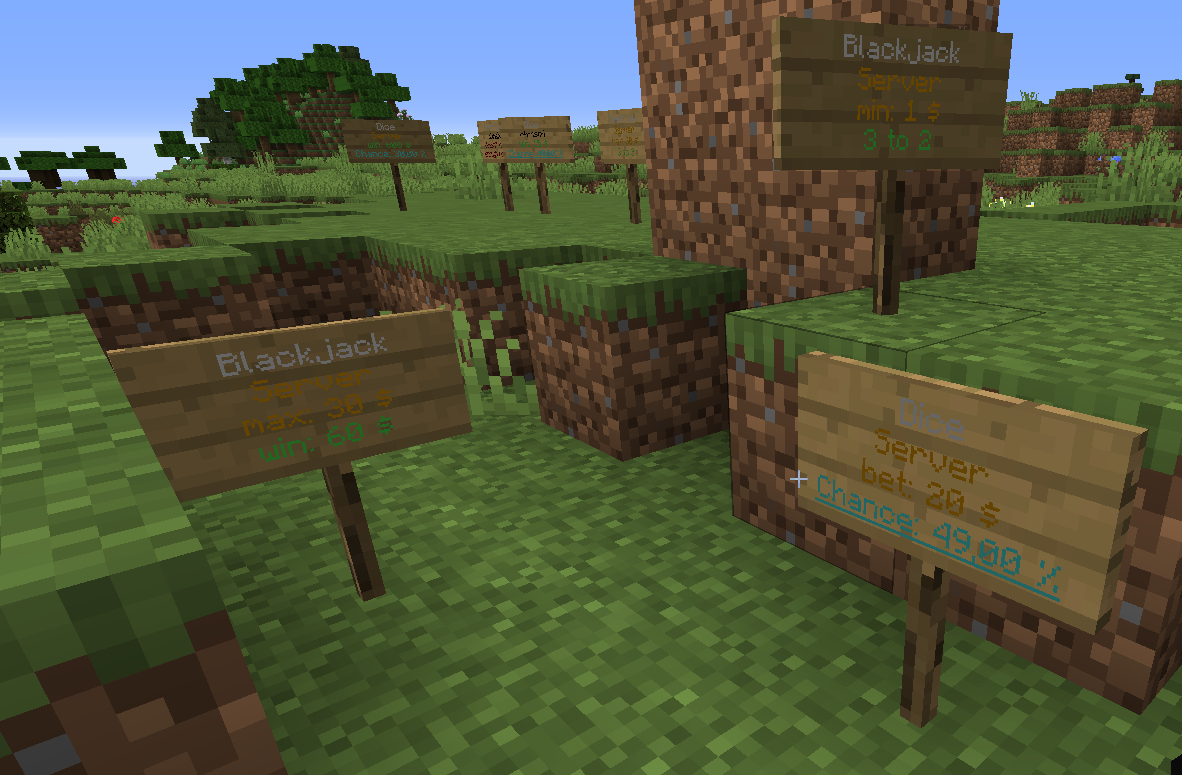 Blackjack
Server
min: 1 $
3 to 2
Dice
Blackjack
Server
max: 30 $
win: 60 $
Dice
Server
bet: 20 $
Chance: 49,00 %